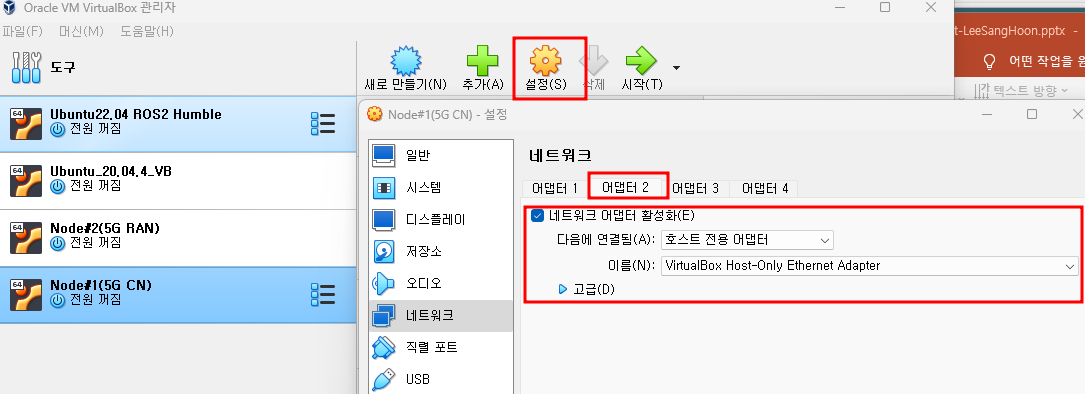 Oracle VM VirtualBox 관리자
파일(F) 머신(M) 도움말(H)
t-LeeSangHoon.pptx -
어떤 작업을 원
텍스트 방향
도구
새로 만들기(N) 추가(A) 설정(S) 삭제 시작(T)
64 Ubuntu22.04 ROS2 Humble
전원 꺼짐
64 Ubuntu_20.04.4_VB
전원 꺼짐
64 Node#2(5G RAN)
전원 꺼짐
64 Node#1(5G CN)
전원 꺼짐
Node#1(5G CN) - 설정
일반
시스템
디스플레이
저장소
오디오
네트워크
직렬 포트
USB
네트워크
어댑터 1 어댑터 2 어댑터 3 어댑터 4
네트워크 어댑터 활성화(E)
다음에 연결됨(A): 호스트 전용 어댑터
이름(N): VirtualBox Host-Only Ethernet Adapter
고급(D)